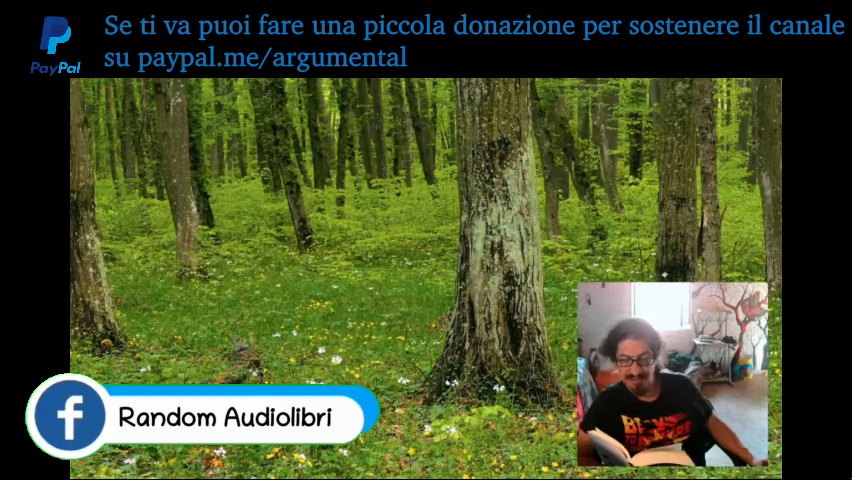 Se ti va puoi fare una piccola donazione per sostenere il canale
su paypal.me/argumental
PayPal
Random Audiolibri